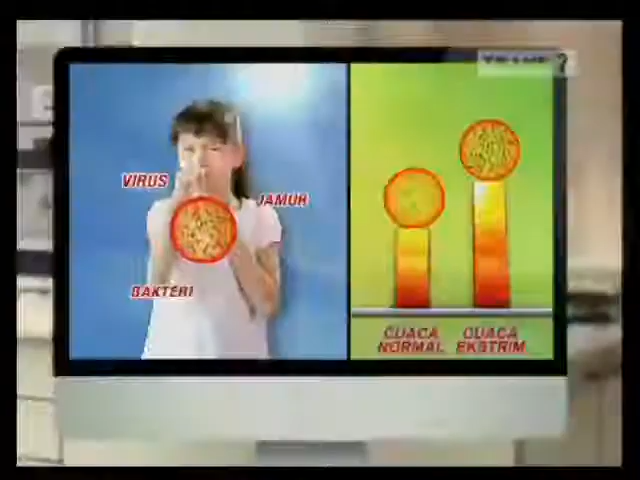 VIRUS
JAMUR
BAKTERI
CUACA NORMAL
CUACA EKSTRIM